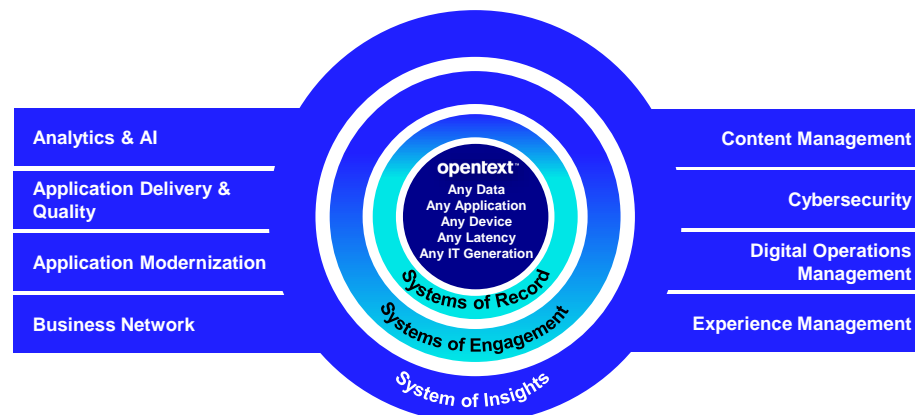 Analytics & AI
Application Delivery &
Quality
Application Modernization
Business Network
opentext™
Any Data
Any Application
Any Device
Any Latency
Any IT Generation
Systems of Record
Systems of Engagement
System of Insights
Content Management
Cybersecurity
Digital Operations
Management
Experience Management